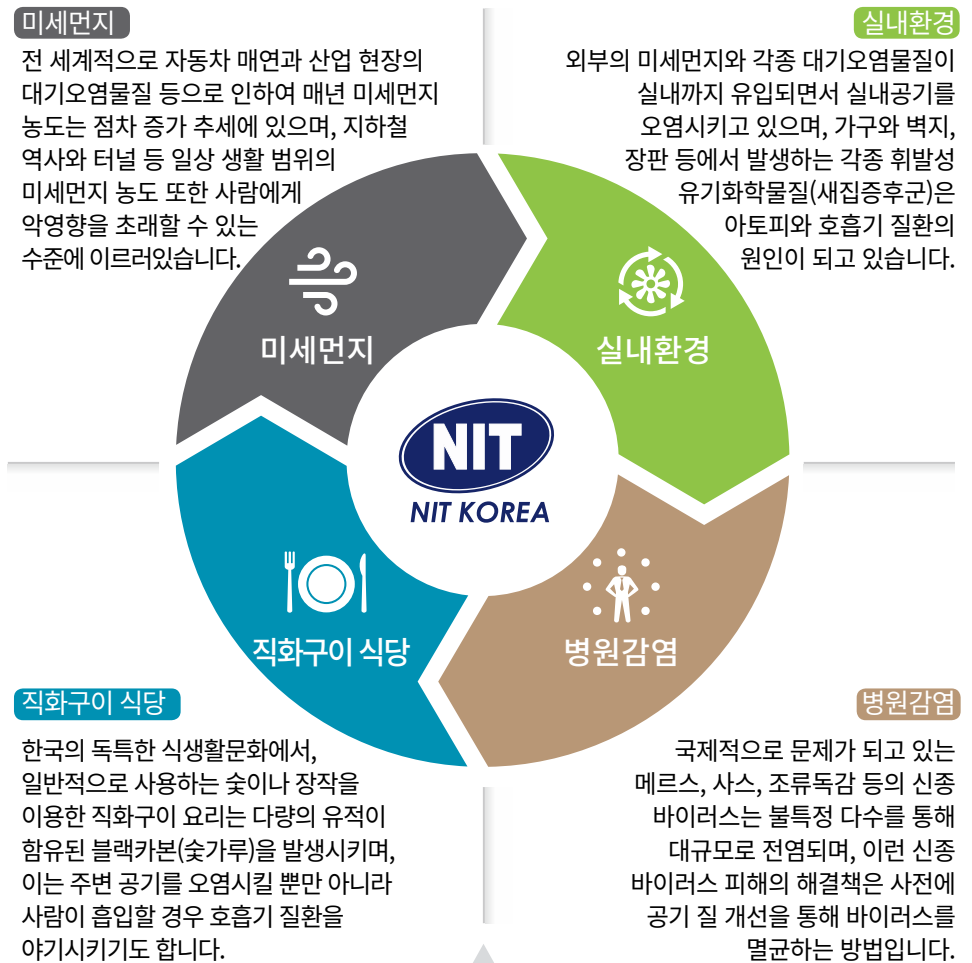 미세먼지
전 세계적으로 자동차 매연과 산업 현장의
대기오염물질 등으로 인하여 매년 미세먼지
농도는 점차 증가 추세에 있으며, 지하철
역사와 터널 등 일상 생활 범위의
미세먼지 농도 또한 사람에게
악영향을 초래할 수 있는
수준에 이르러있습니다.
실내환경
외부의 미세먼지와 각종 대기오염물질이
실내까지 유입되면서 실내공기를
오염시키고 있으며, 가구와 벽지,
장판 등에서 발생하는 각종 휘발성
유기화학물질(새집증후군)은
아토피와 호흡기 질환의
원인이 되고 있습니다.
미세먼지
실내환경
NIT
NIT KOREA
직화구이 식당
병원감염
직화구이 식당
한국의 독특한 식생활문화에서,
일반적으로 사용하는 숯이나 장작을
이용한 직화구이 요리는 다량의 유적이
함유된 블랙카본(숯가루)을 발생시키며,
이는 주변 공기를 오염시킬 뿐만 아니라
사람이 흡입할 경우 호흡기 질환을
야기시키기도 합니다.
병원감염
국제적으로 문제가 되고 있는
메르스, 사스, 조류독감 등의 신종
바이러스는 불특정 다수를 통해
대규모로 전염되며, 이런 신종
바이러스 피해의 해결책은 사전에
공기 질 개선을 통해 바이러스를
멸균하는 방법입니다.